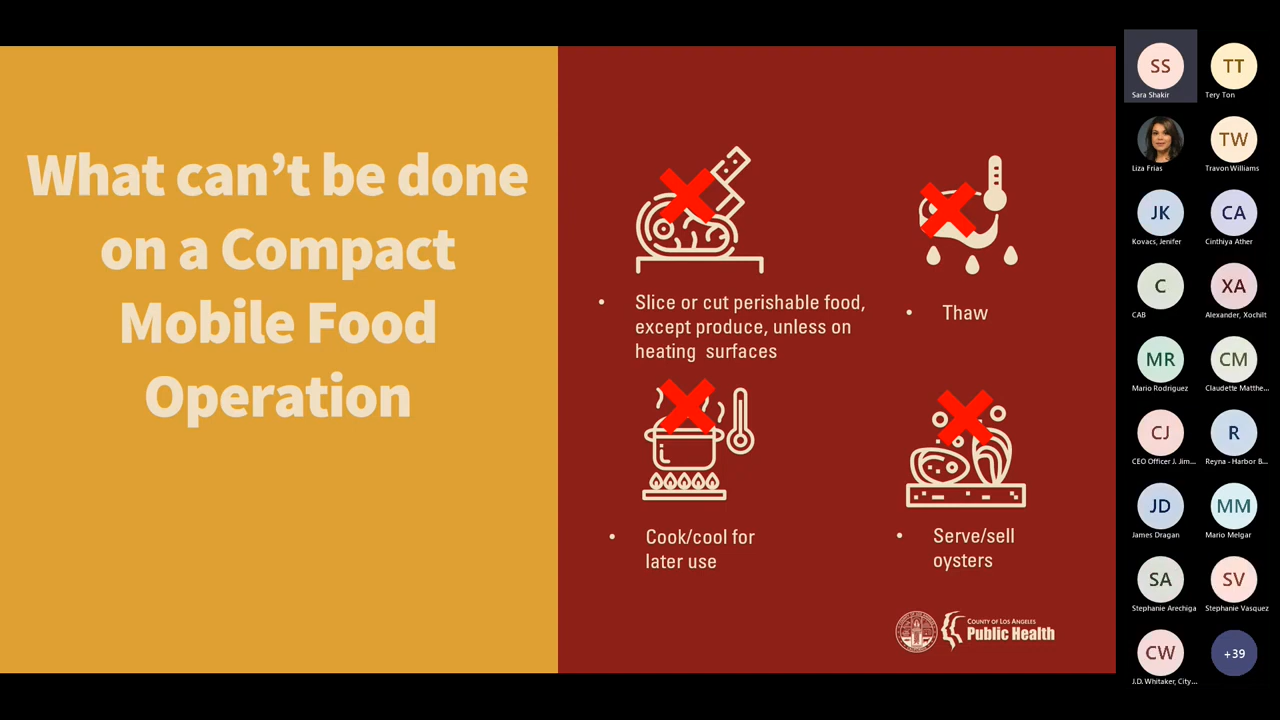 What can't be done
on a Compact
Mobile Food
Operation
• Slice or cut perishable food,
except produce, unless on
heating surfaces
• Thaw
• Cook/cool for
later use
• Serve/sell
oysters
COUNTY OF LOS ANGELES
Public Health
SS
Sara Shakir
TT
Tery Ton
Liza Frias
TW
Travon Williams
JK
Kovacs, Jenifer
CA
Cinthiya Ather
C
CAB
XA
Alexander, Xochilt
MR
Mario Rodriguez
CM
Claudette Matthe...
CJ
CEO Officer J. Jim...
R
Reyna - Harbor B...
JD
James Dragan
MM
Mario Melgar
SA
Stephanie Arechiga
SV
Stephanie Vasquez
CW
J.D. Whitaker, City...
+39